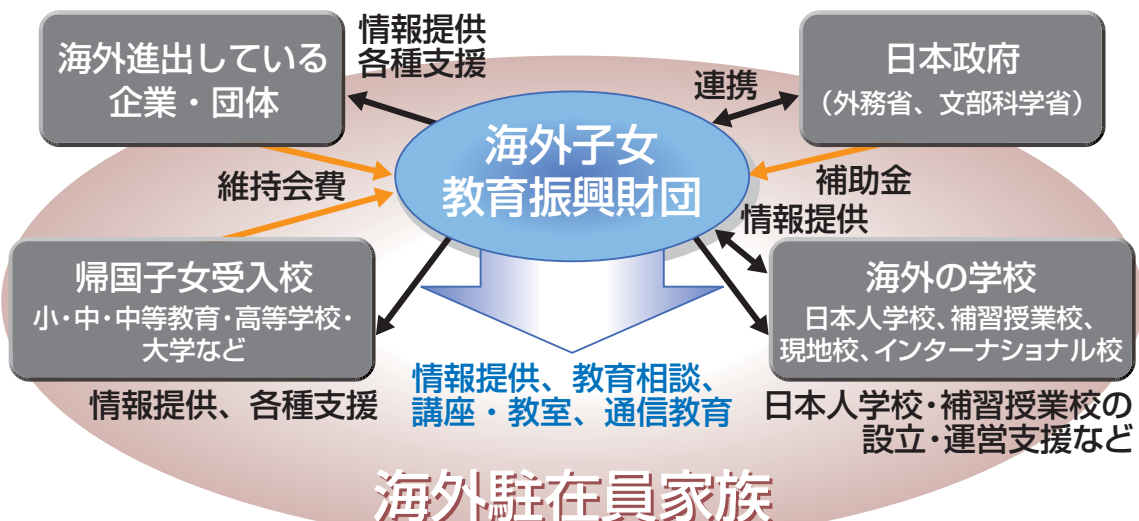 海外進出している
企業・団体
情報提供
各種支援
日本政府
(外務省、文部科学省)
連携
海外子女
教育振興財団
維持会費
補助金
情報提供
帰国子女受入校
小・中・中等教育・高等学校・
大学など
情報提供、各種支援
海外の学校
日本人学校、補習授業校、
現地校、インターナショナル校
日本人学校・補習授業校の
設立・運営支援など
情報提供、教育相談、
講座・教室、通信教育
海外駐在員家族